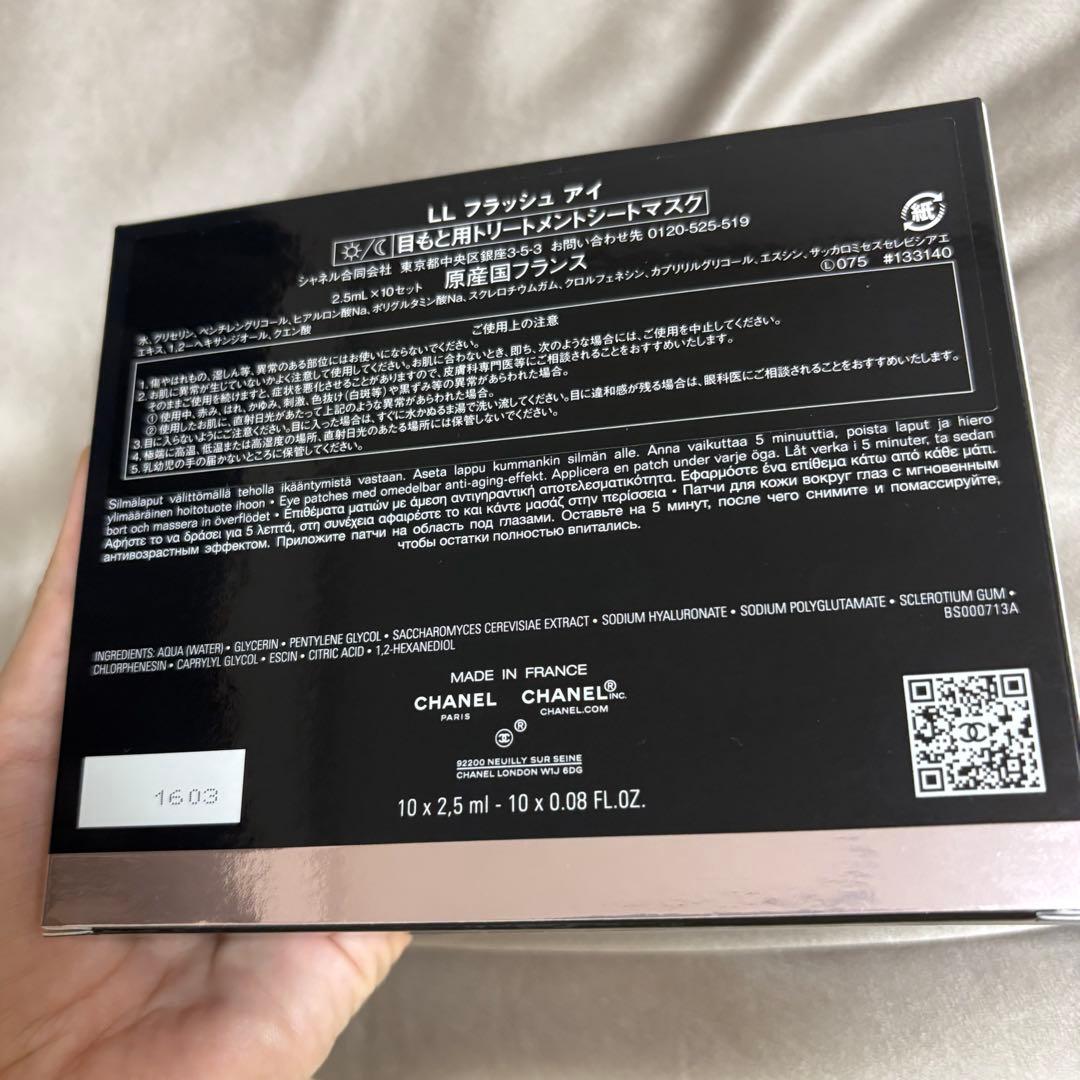 LL フラッシュ アイ
目もと用トリートメントシートマスク
紙
シャネル合同会社 東京都中央区銀座3-5-3 お問い合わせ先 0120-525-519
2.5mL×10セット 原産国フランス Ⓛ075 #133140
水、グリセリン、ペンチレングリコール、ヒアルロン酸Na、ポリグルタミン酸Na、スクレロチウムガム、クロルフェネシン、カプリリルグリコール、エスシン、サッカロミセスセレビシアエ
エキス、1,2-ヘキサンジオール、クエン酸
ご使用上の注意
1. 傷やはれもの、湿しん等、異常のある部位にはお使いにならないでください。
2. お肌に異常が生じていないかよく注意して使用してください。お肌に合わないとき、即ち、次のような場合には、ご使用を中止してください。
そのままご使用を続けますと、症状を悪化させることがありますので、皮膚科専門医等にご相談されることをおすすめいたします。
① 使用中、赤み、はれ、かゆみ、刺激、色抜け(白斑等)や黒ずみ等の異常があらわれた場合。
② 使用したお肌に、直射日光があたって上記のような異常があらわれた場合。
3. 目に入らないようにご注意ください。目に入った場合は、すぐに水かぬるま湯で洗い流してください。目に違和感が残る場合は、眼科医にご相談されることをおすすめいたします。
4. 極端に高温、低温または高湿度の場所、直射日光のあたる場所には保管しないでください。
5. 乳幼児の手の届かないところに保管してください。
Silmälaput välittömällä teholla ikääntymistä vastaan. Aseta lappu kummankin silmän alle. Anna vaikuttaa 5 minuuttia, poista laput ja hiero
ylimääräinen hoitotuote ihoon • Eye patches med omedelbar anti-aging-effekt. Applicera en patch under varje öga. Låt verka i 5 minuter, ta sedan
bort och massera in överflödet • Επιθέματα ματιών με άμεση αντιγηραντική αποτελεσματικότητα. Εφαρμόστε ένα επίθεμα κάτω από κάθε μάτι.
Αφήστε το να δράσει για 5 λεπτά, στη συνέχεια αφαιρέστε το και κάντε μασάζ στην περίσσεια • Патчи для кожи вокруг глаз с мгновенным
антивозрастным эффектом. Приложите патчи на область под глазами. Оставьте на 5 минут, после чего снимите и помассируйте,
чтобы остатки полностью впитались.
INGREDIENTS: AQUA (WATER) • GLYCERIN • PENTYLENE GLYCOL • SACCHAROMYCES CEREVISIAE EXTRACT • SODIUM HYALURONATE • SODIUM POLYGLUTAMATE • SCLEROTIUM GUM •
CHLORPHENESIN • CAPRYLYL GLYCOL • ESCIN • CITRIC ACID • 1,2-HEXANEDIOL BS000713A
MADE IN FRANCE
CHANEL CHANEL® INC.
PARIS CHANEL.COM
®
92200 NEUILLY SUR SEINE
CHANEL LONDON W1J 6DG
1603
10 x 2,5 ml - 10 x 0.08 FL.OZ.